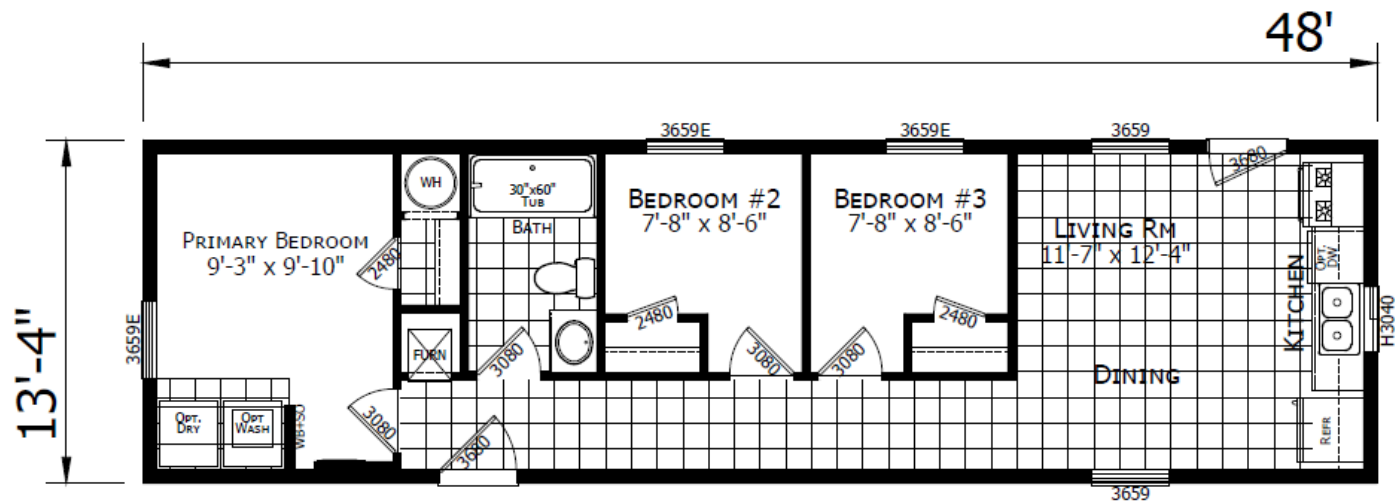 48'
13'-4"
3659E
3659E
3659
3680
WH
30"x60"
TUB
BATH
BEDROOM #2
7'-8" x 8'-6"
BEDROOM #3
7'-8" x 8'-6"
LIVING RM
11'-7" x 12'-4"
PRIMARY BEDROOM
9'-3" x 9'-10"
2480
OPT.
DW
KITCHEN
H3040
3659E
2480
2480
FURN
3080
3080
3080
DINING
OPT.
DRY
OPT
WASH
WB+SO
3080
3680
REFR
3659